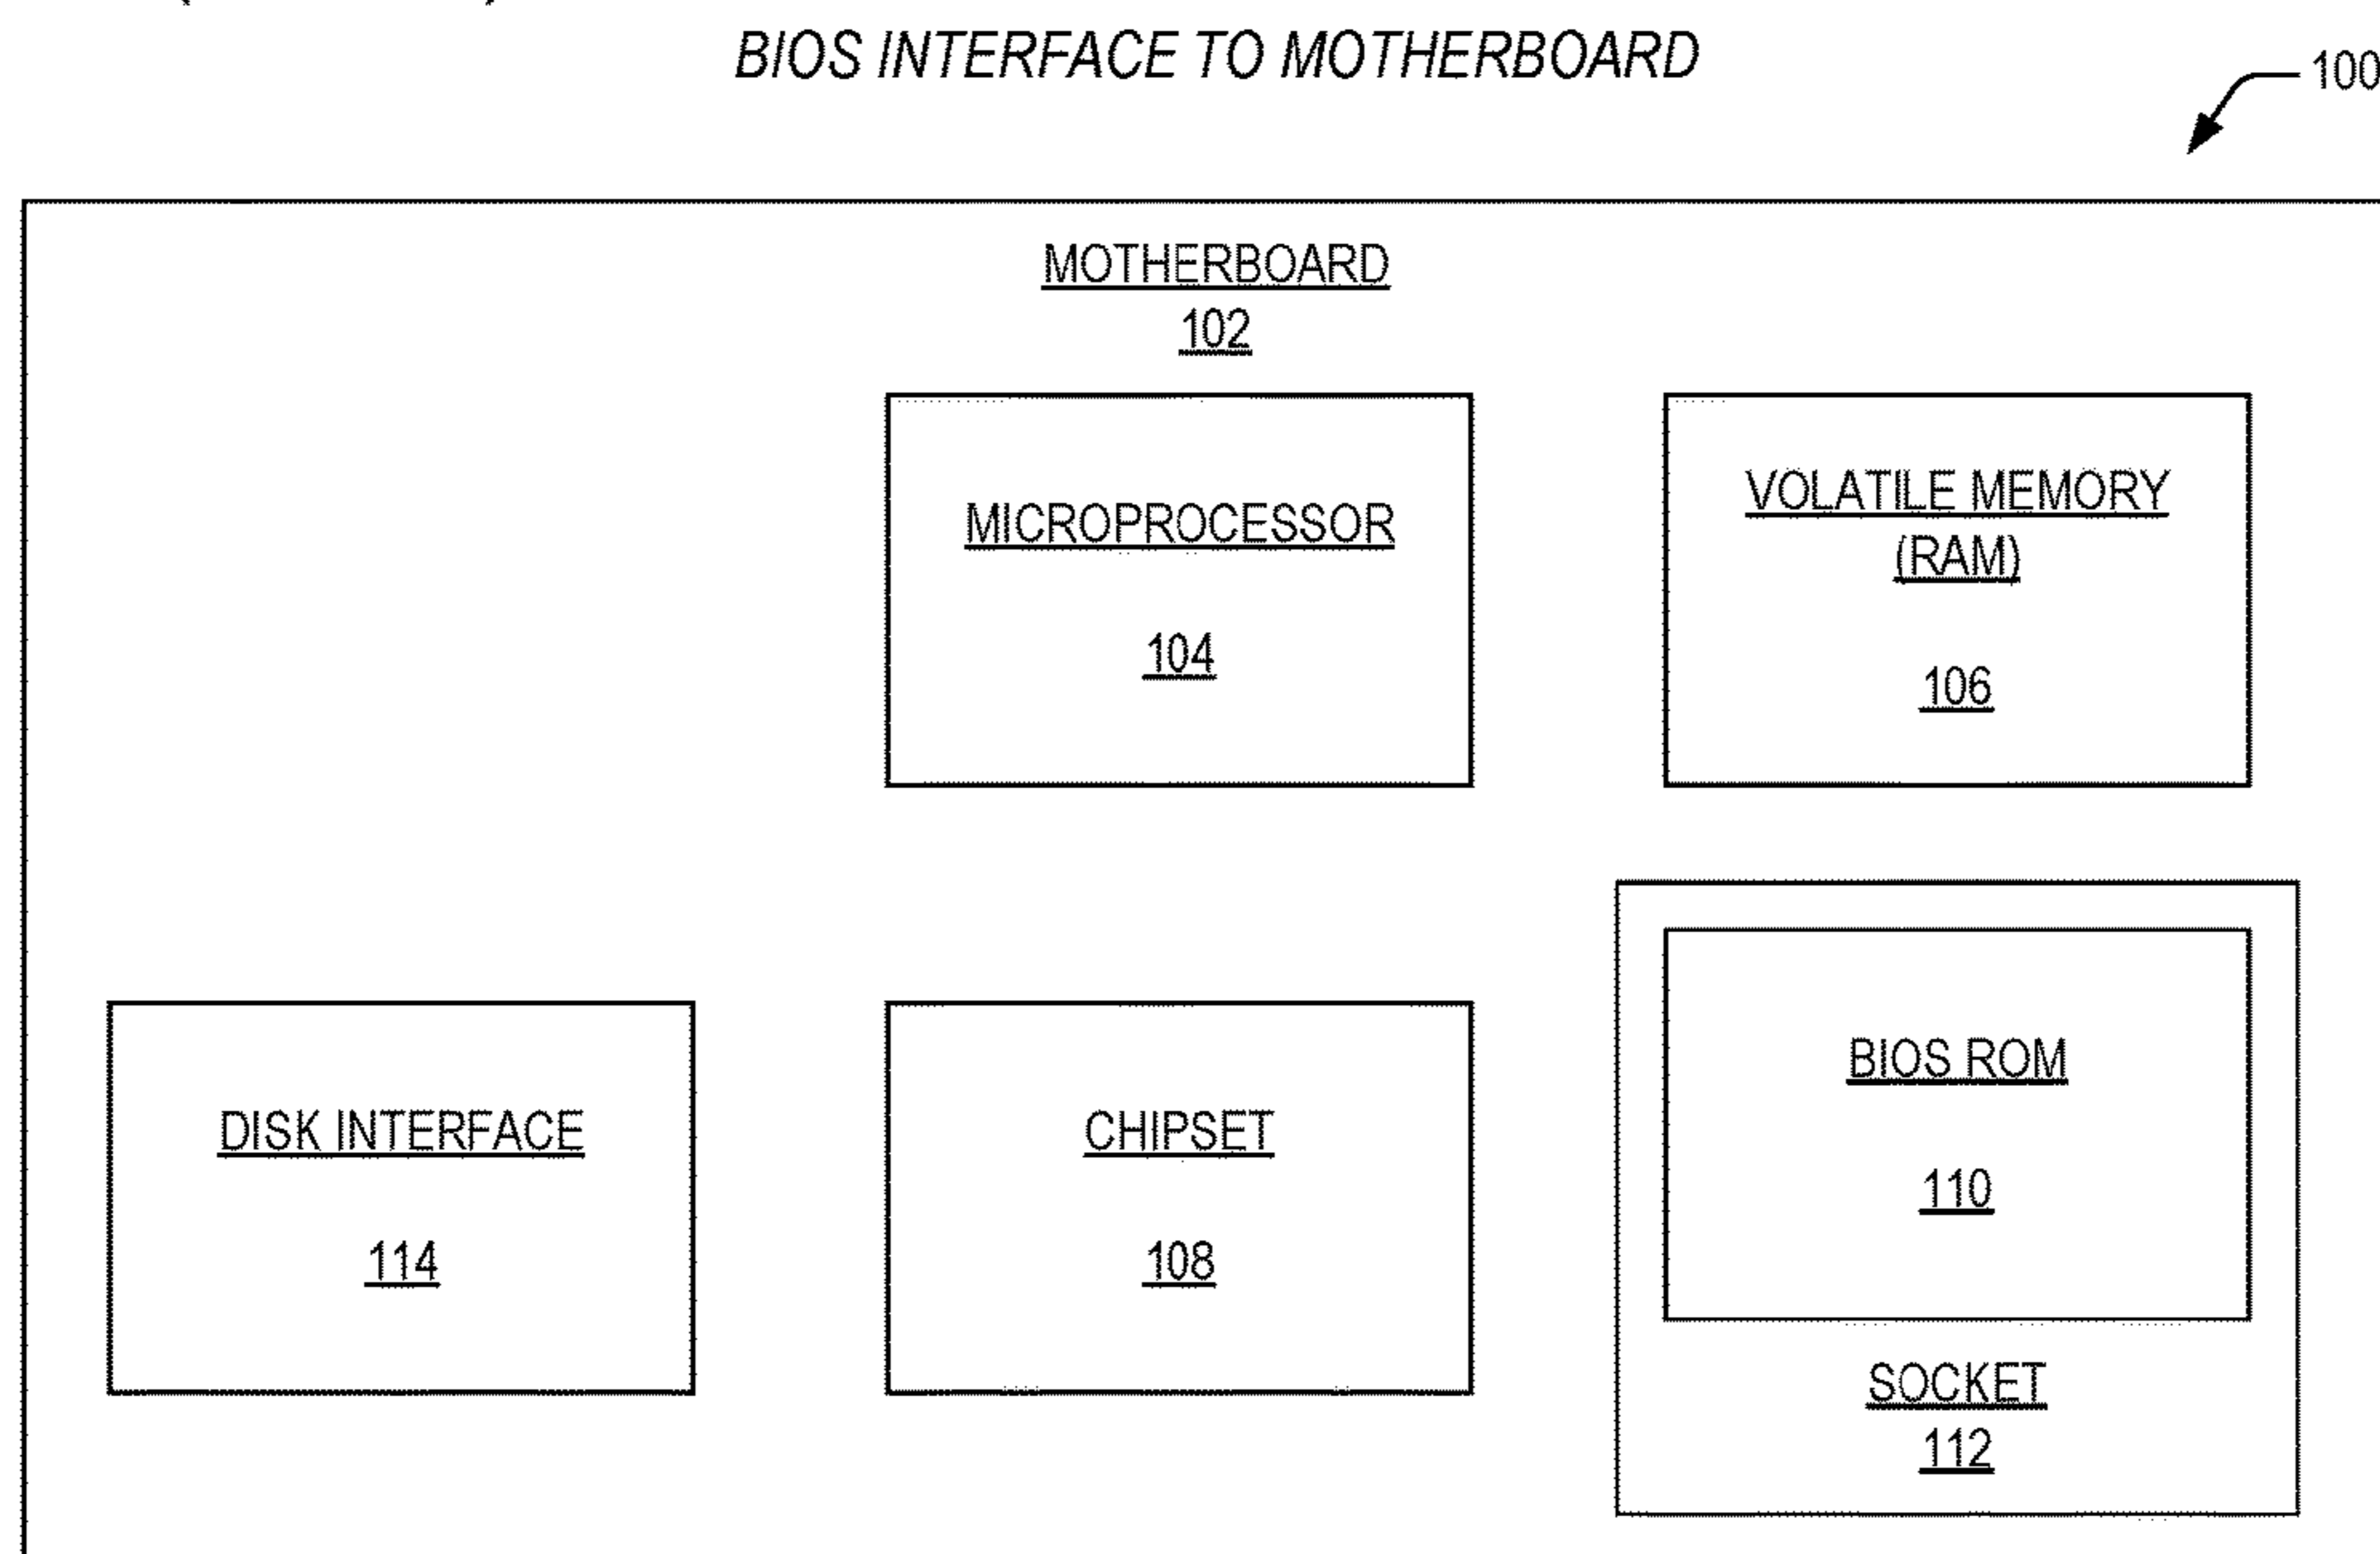 BIOS INTERFACE TO MOTHERBOARD
100
MOTHERBOARD
102
MICROPROCESSOR
104
VOLATILE MEMORY
(RAM)
106
DISK INTERFACE
114
CHIPSET
108
BIOS ROM
110
SOCKET
112